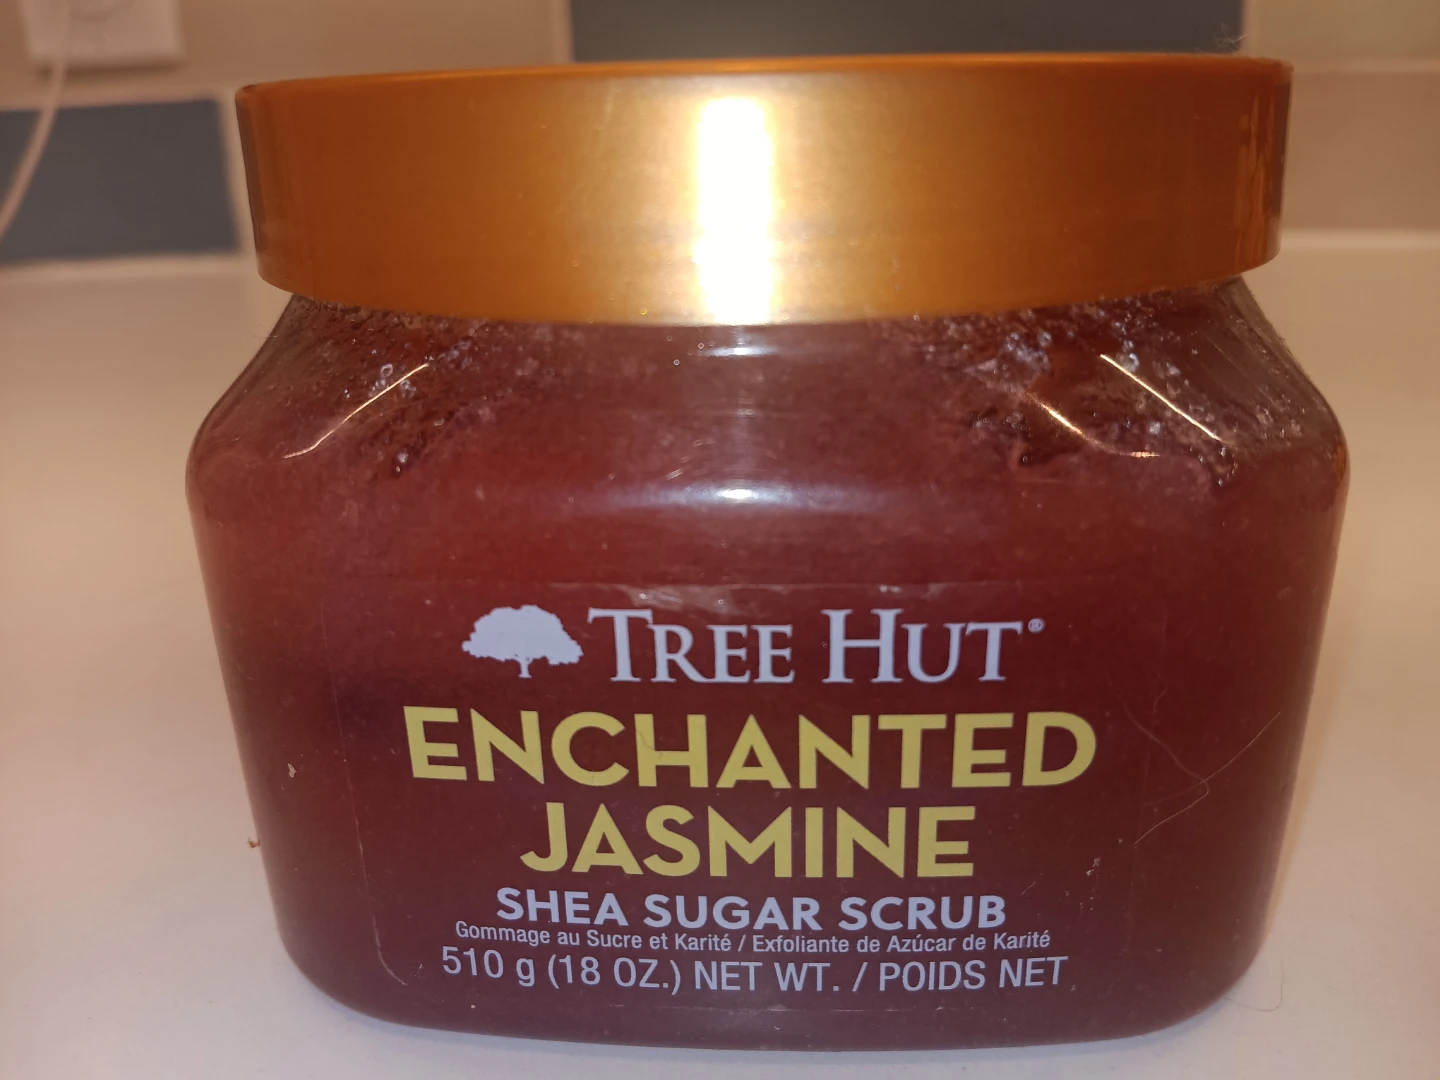 TREE HUT®
ENCHANTED
JASMINE
SHEA SUGAR SCRUB
Gommage au Sucre et Karité / Exfoliante de Azúcar de Karité
510 g (18 OZ.) NET WT. / POIDS NET